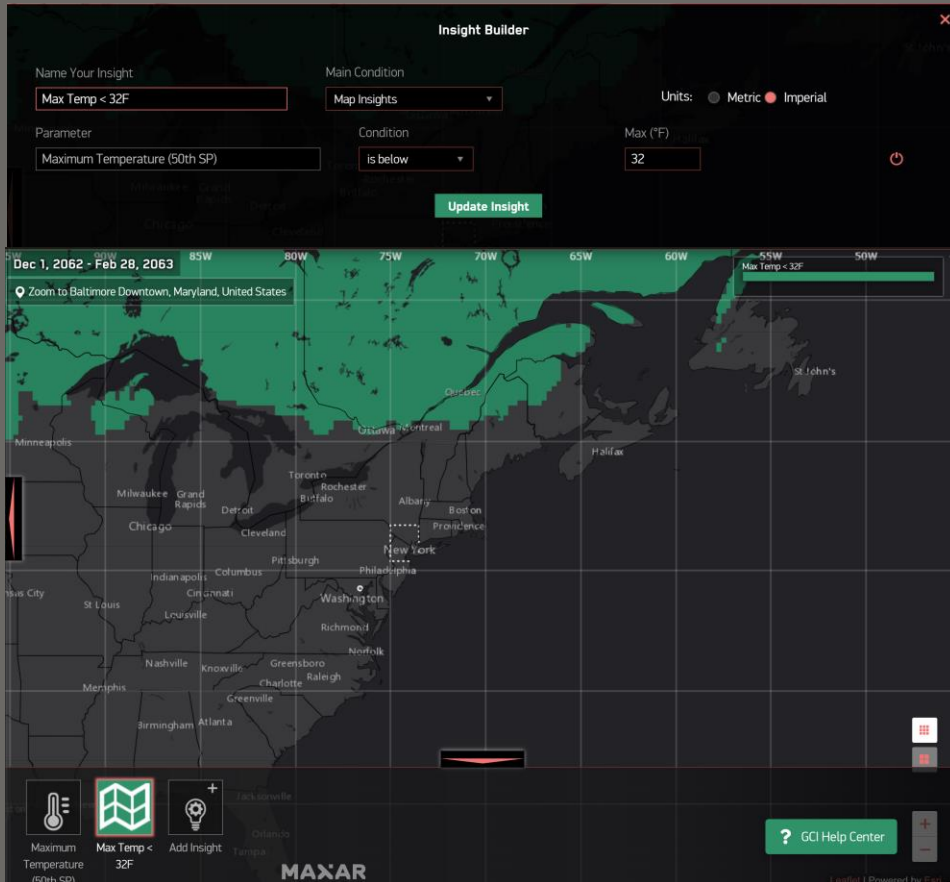 Insight Builder
Name Your Insight
Main Condition
Max Temp < 32F
Map Insights
Units: Metric Imperial
Parameter
Condition
Max (°F)
Maximum Temperature (50th SP)
is below
32
Update Insight
5W 90W 85W 80W 75W 70W 65W 60W 55W 50W
Dec 1, 2062 - Feb 28, 2063
Max Temp < 32F
Zoom to Baltimore Downtown, Maryland, United States
St. John's
Quebec
Ottawa Montreal
Minneapolis
Halifax
Toronto
Milwaukee Grand Rapids
Rochester
Buffalo
Albany
Boston
Detroit
Chicago
Providence
Cleveland
New York
Pittsburgh
Philadelphia
Columbus
Indianapolis
nsas City
Cincinnati
Washington
St Louis
Louisville
Richmond
Norfolk
Nashville
Knoxville
Greensboro
Raleigh
Charlotte
Memphis
Greenville
Birmingham Atlanta
Jacksonville
Orlando
Tampa
Maximum Temperature (50th SP)
Max Temp < 32F
Add Insight
? GCI Help Center
MAXAR
Leaflet | Powered by Esri